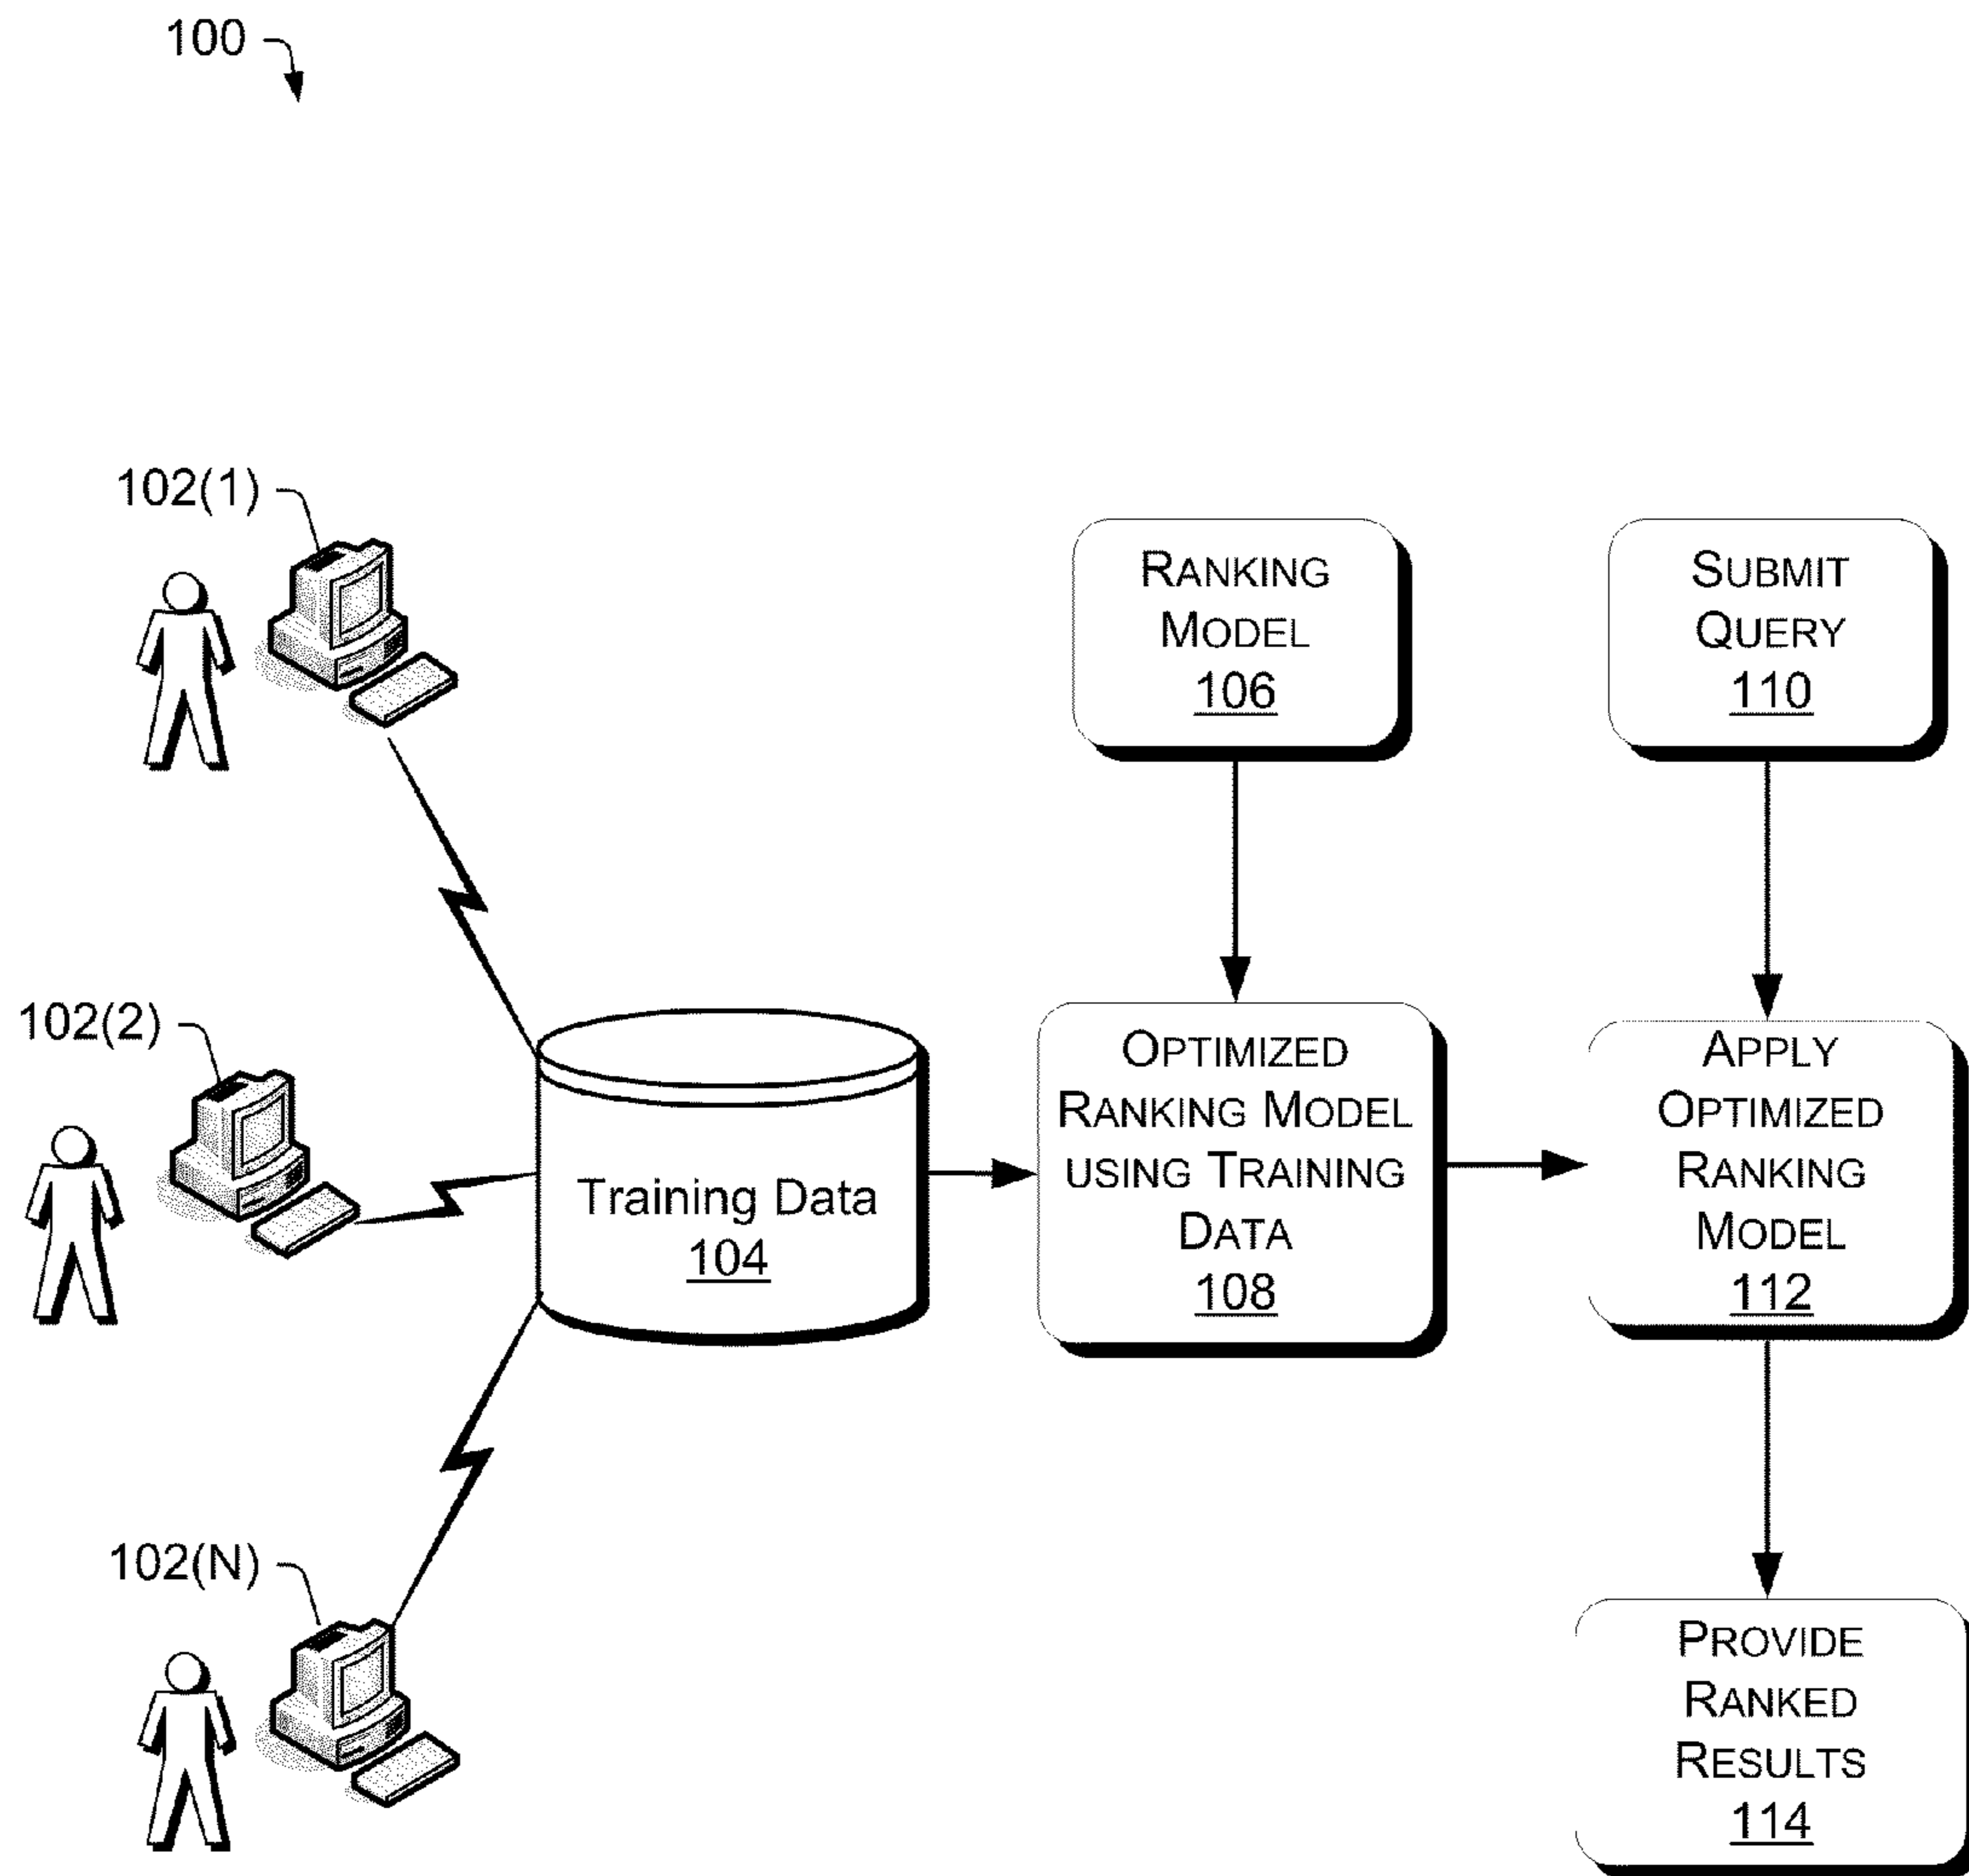 100
102(1)
RANKING
MODEL
106
SUBMIT
QUERY
110
102(2)
Training Data
104
OPTIMIZED
RANKING MODEL
USING TRAINING
DATA
108
APPLY
OPTIMIZED
RANKING
MODEL
112
102(N)
PROVIDE
RANKED
RESULTS
114